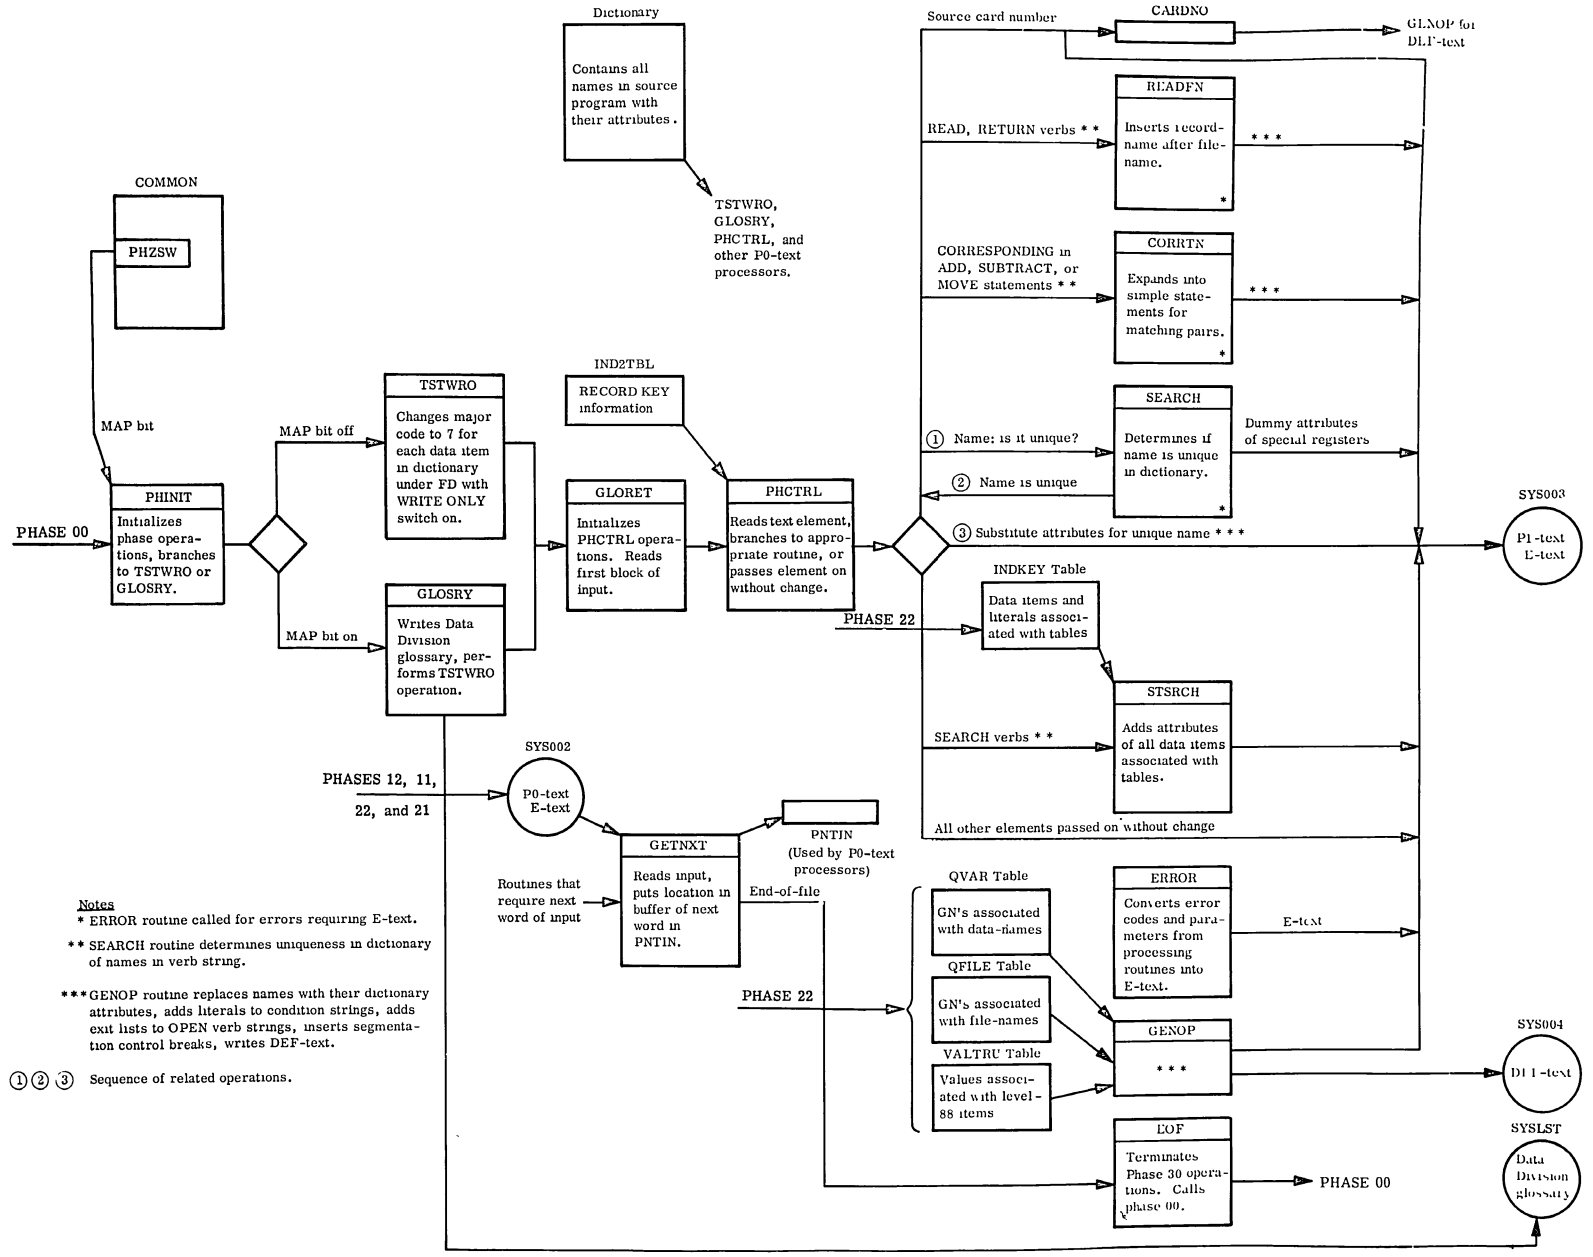 Dictionary
Contains all
names in source
program with
their attributes.
TSTWRO,
GLOSRY,
PHCTRL, and
other P0-text
processors.
COMMON
PHZSW
MAP bit
PHASE 00
PHINIT
Initializes
phase opera-
tions, branches
to TSTWRO or
GLOSRY.
MAP bit off
MAP bit on
TSTWRO
Changes major
code to 7 for
each data item
in dictionary
under FD with
WRITE ONLY
switch on.
GLOSRY
Writes Data
Division
glossary, per-
forms TSTWRO
operation.
IND2TBL
RECORD KEY
information
GLORET
Initializes
PHCTRL opera-
tions. Reads
first block of
input.
PHCTRL
Reads text element,
branches to appro-
priate routine, or
passes element on
without change.
Source card number
CARDNO
GENOP for
DEF-text
READ, RETURN verbs * *
READFN
Inserts record-
name after file-
name.
*
* * *
CORRESPONDING in
ADD, SUBTRACT, or
MOVE statements * *
CORRTN
Expands into
simple state-
ments for
matching pairs.
*
* * *
1 Name: is it unique?
2 Name is unique
SEARCH
Determines if
name is unique
in dictionary.
*
Dummy attributes
of special registers
3 Substitute attributes for unique name * * *
SYS003
P1-text
E-text
PHASE 22
INDKEY Table
Data items and
literals associ-
ated with tables
SEARCH verbs * *
STSRCH
Adds attributes
of all data items
associated with
tables.
All other elements passed on without change
PHASES 12, 11,
22, and 21
SYS002
P0-text
E-text
Routines that
require next
word of input
GETNXT
Reads input,
puts location in
buffer of next
word in
PNTIN.
PNTIN
(Used by P0-text
processors)
End-of-file
PHASE 22
QVAR Table
GN's associated
with data-names
QFILE Table
GN's associated
with file-names
VALTRU Table
Values associ-
ated with level-
88 items
ERROR
Converts error
codes and para-
meters from
processing
routines into
E-text.
E-text
GENOP
* * *
SYS004
DEF-text
EOF
Terminates
Phase 30 opera-
tions. Calls
phase 00.
PHASE 00
SYSLST
Data
Division
glossary
Notes
* ERROR routine called for errors requiring E-text.
* * SEARCH routine determines uniqueness in dictionary
of names in verb string.
* * * GENOP routine replaces names with their dictionary
attributes, adds literals to condition strings, adds
exit lists to OPEN verb strings, inserts segmenta-
tion control breaks, writes DEF-text.
1 2 3 Sequence of related operations.